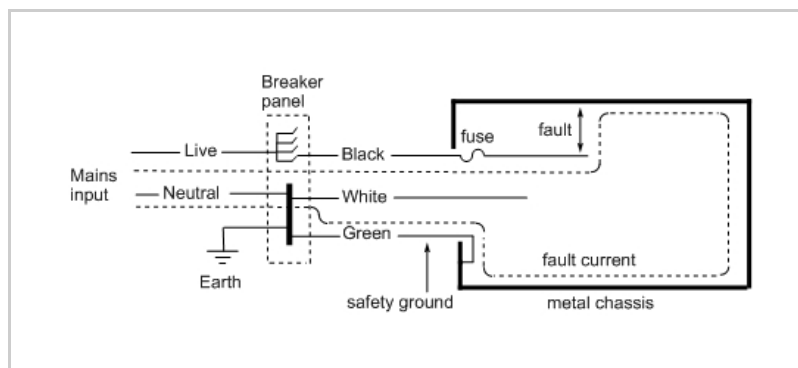 Breaker
panel
fuse
fault
Live
Black
Mains
input
Neutral
White
Green
Earth
safety ground
fault current
metal chassis